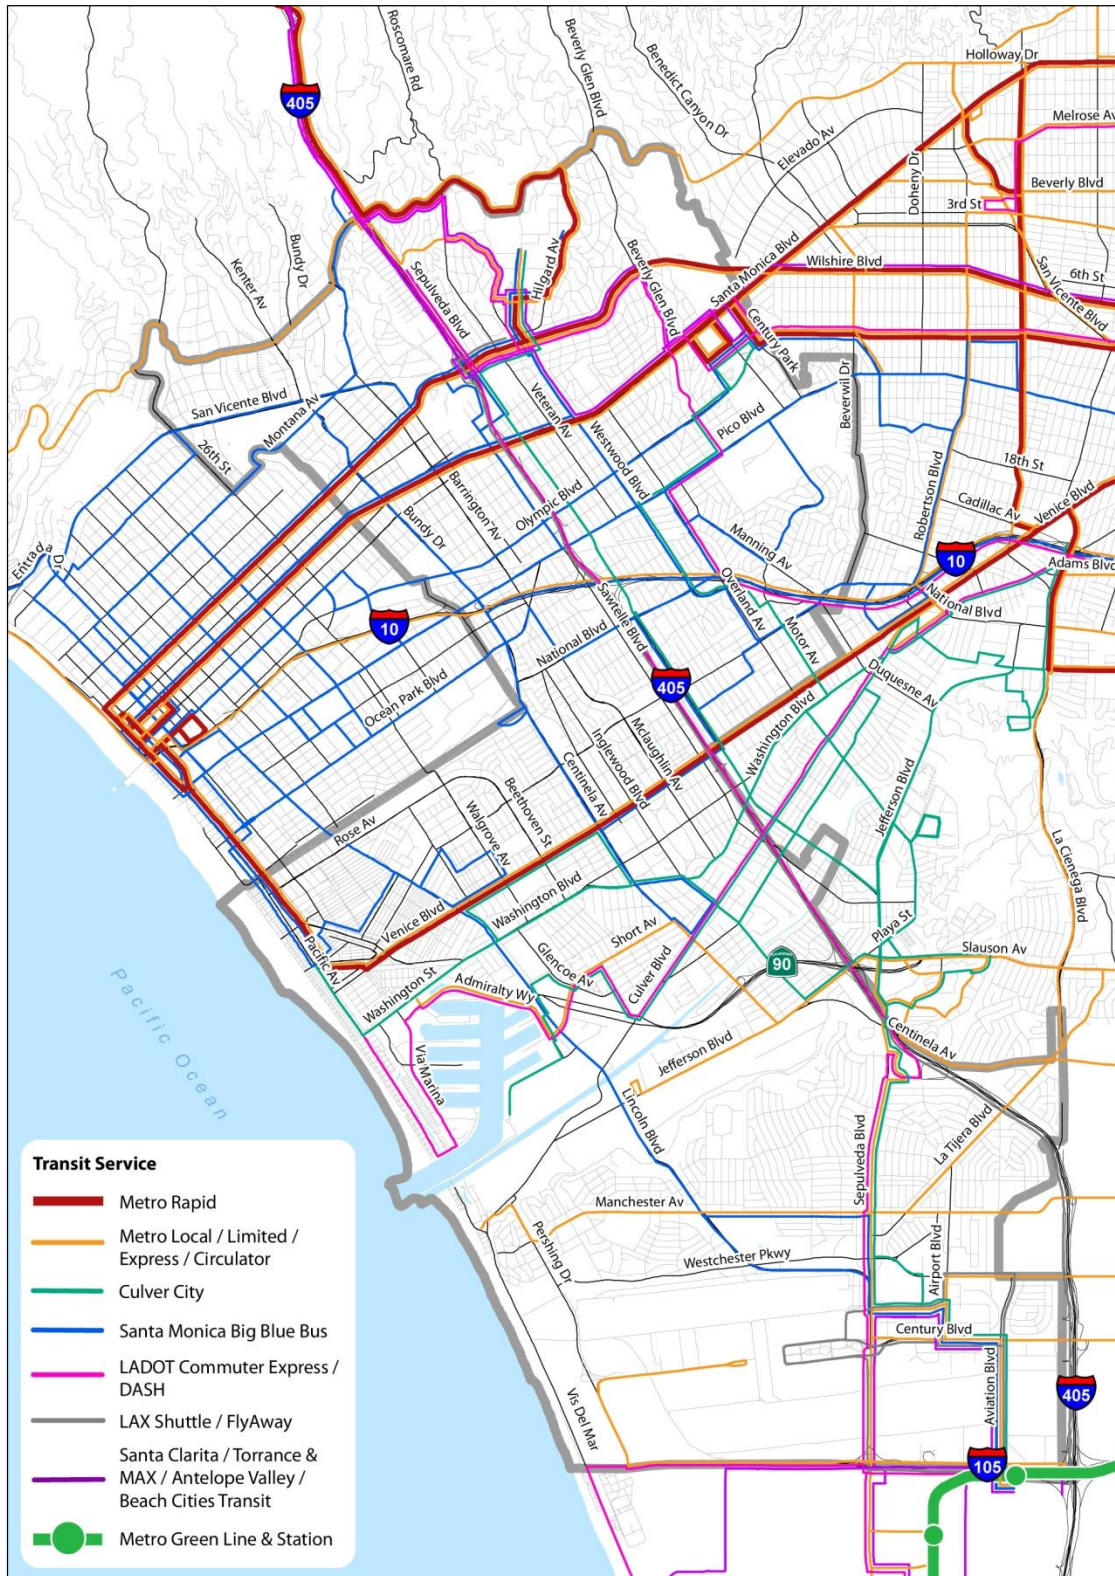 Roscomare Rd
Beverly Glen Blvd
Benedict Canyon Dr
Holloway Dr
405
Melrose Av
Elevado Av
Doheny Dr
Beverly Blvd
3rd St
Bundy Dr
Kenter Av
Sepulveda Blvd
Hilgard Av
Beverly Glen Blvd
Santa Monica Blvd
Wilshire Blvd
6th St
San Vicente Blvd
Century Park
San Vicente Blvd
Montana Av
26th St
Veteran Av
Westwood Blvd
Pico Blvd
Beverwil Dr
18th St
Robertson Blvd
Cadillac Av
Venice Blvd
Barrington Av
Bundy Dr
Olympic Blvd
Manning Av
Entrada Dr
10
Adams Blvd
Overland Av
National Blvd
10
Sawtelle Blvd
National Blvd
Motor Av
Duquesne Av
Ocean Park Blvd
405
Washington Blvd
Mclaughlin Av
Inglewood Blvd
Centinela Av
Beethoven St
Walgrove Av
Jefferson Blvd
Rose Av
La Cienega Blvd
Venice Blvd
Washington Blvd
Short Av
Playa St
Slauson Av
Pacific Av
Washington St
Admiralty Wy
Glencoe Av
Culver Blvd
90
Pacific Ocean
Via Marina
Jefferson Blvd
Centinela Av
Lincoln Blvd
Sepulveda Blvd
La Tijera Blvd
Manchester Av
Pershing Dr
Westchester Pkwy
Airport Blvd
Century Blvd
Aviation Blvd
405
Vis Del Mar
105
Transit Service
Metro Rapid
Metro Local / Limited /
Express / Circulator
Culver City
Santa Monica Big Blue Bus
LADOT Commuter Express /
DASH
LAX Shuttle / FlyAway
Santa Clarita / Torrance &
MAX / Antelope Valley /
Beach Cities Transit
Metro Green Line & Station